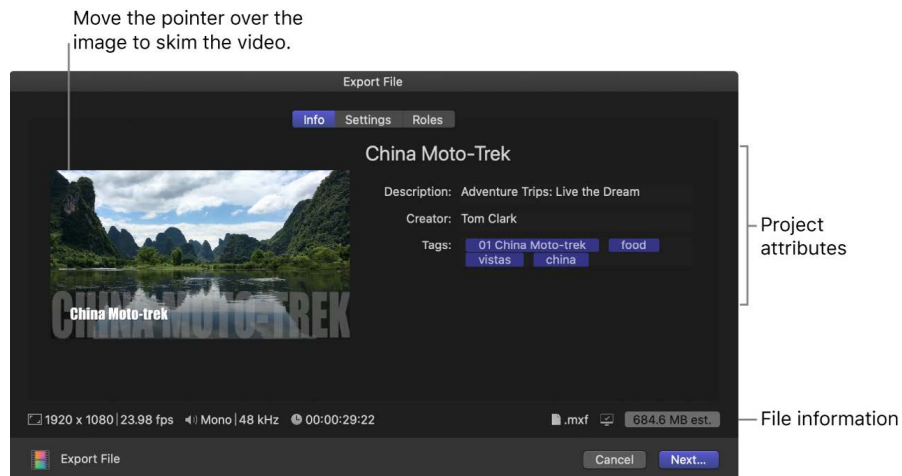 Move the pointer over the
image to skim the video.
Export File
Info Settings Roles
China Moto-Trek
Description: Adventure Trips: Live the Dream
Creator: Tom Clark
Tags: 01 China Moto-trek food
vistas china
Project
attributes
CHINA MOTO-TREK
China Moto-trek
1920 x 1080 | 23.98 fps Mono | 48 kHz 00:00:29:22 .mxf 684.6 MB est.
File information
Export File Cancel Next...